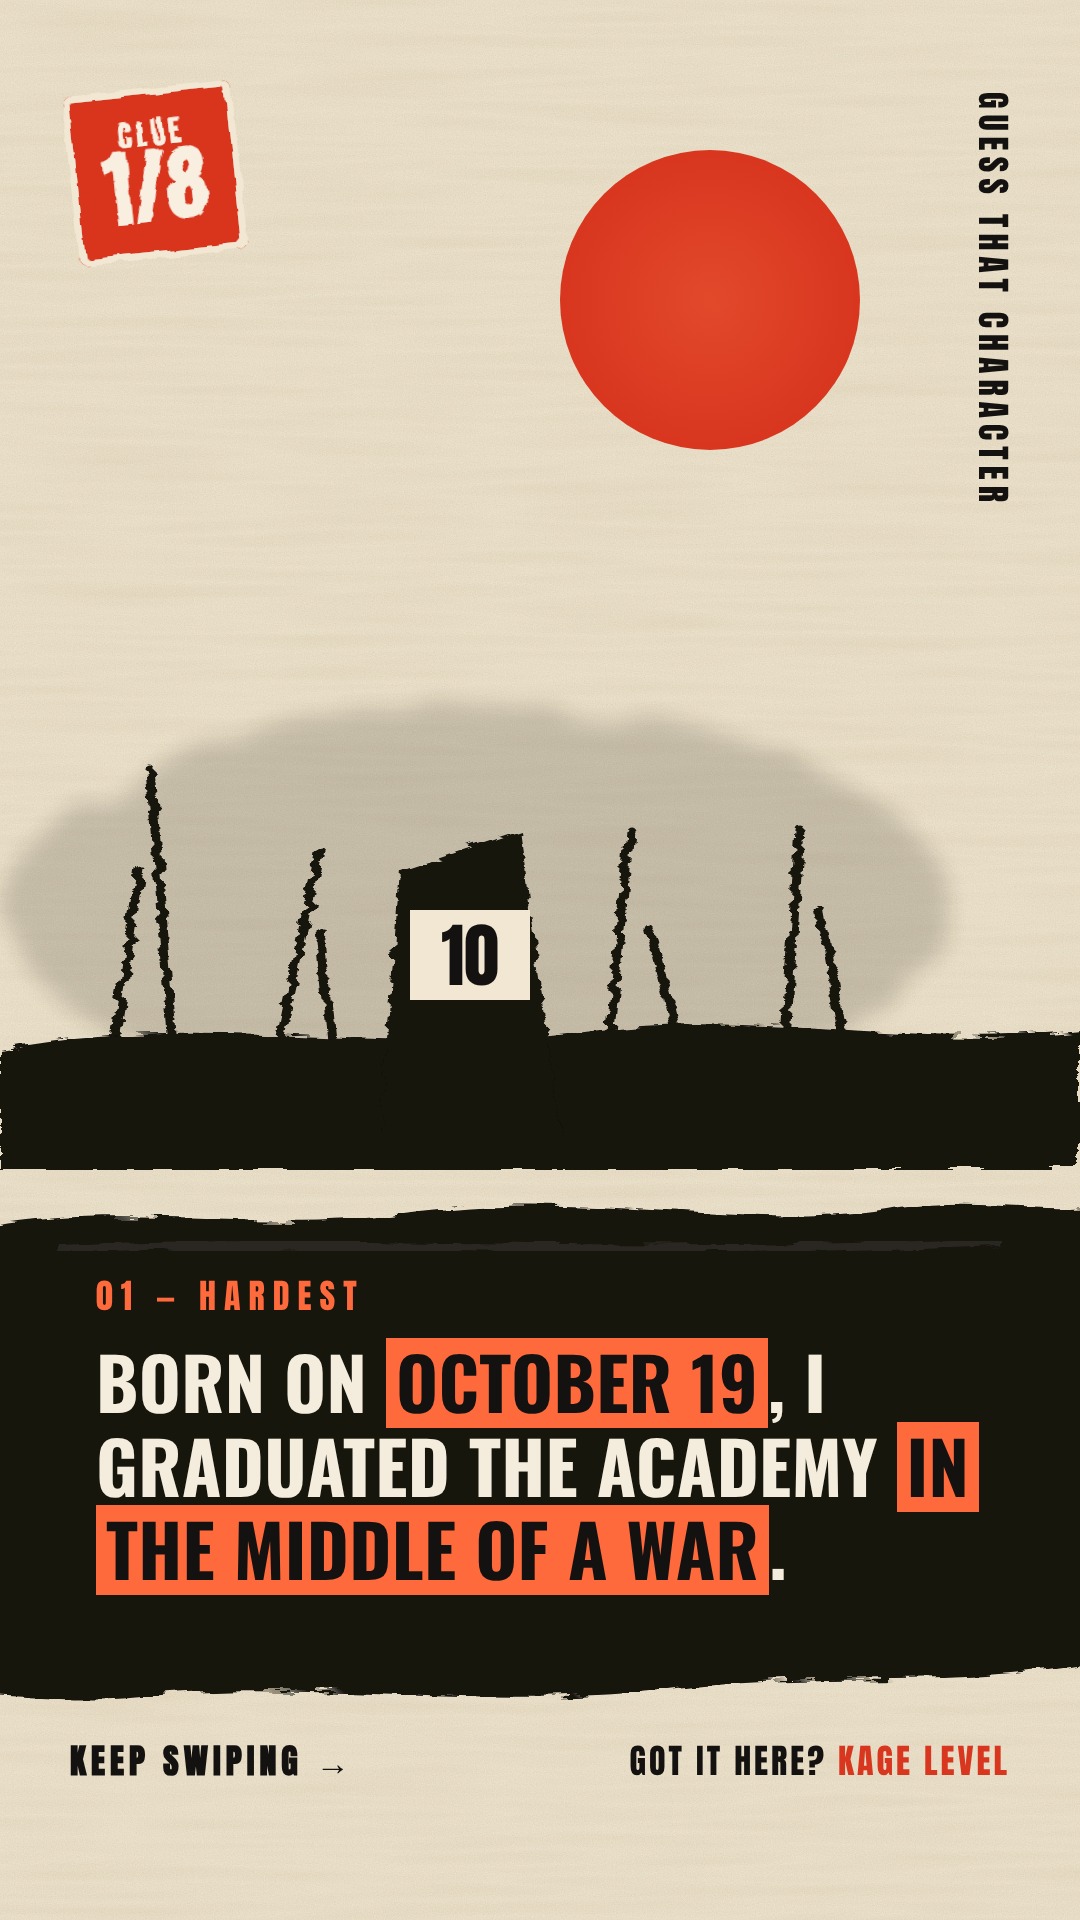 CLUE
1/8
GUESS THAT CHARACTER
10
01 – HARDEST
BORN ON OCTOBER 19, I
GRADUATED THE ACADEMY IN
THE MIDDLE OF A WAR.
KEEP SWIPING →
GOT IT HERE? KAGE LEVEL